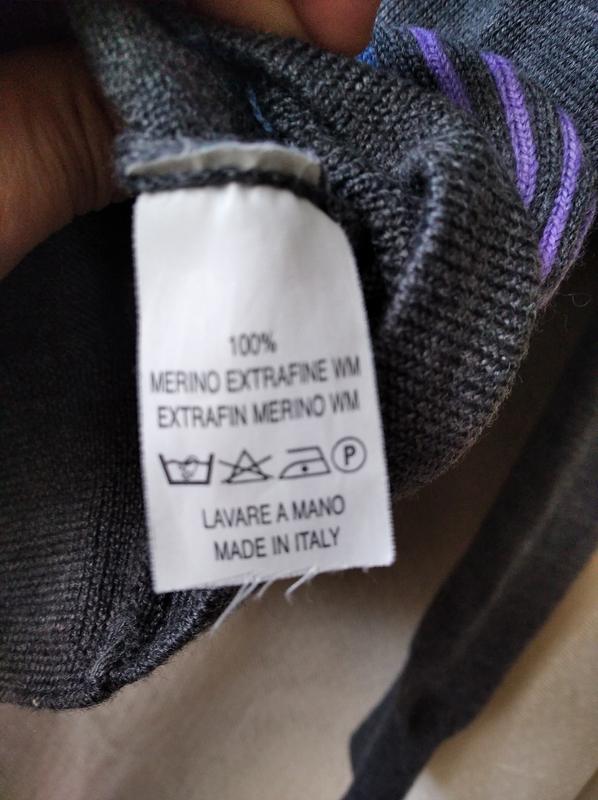 100%
MERINO EXTRAFINE WM
EXTRAFIN MERINO WM
P
LAVARE A MANO
MADE IN ITALY